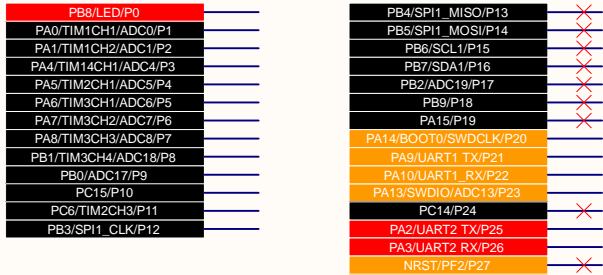 PB8/LED/P0
PA0/TIM1CH1/ADC0/P1
PA1/TIM1CH2/ADC1/P2
PA4/TIM14CH1/ADC4/P3
PA5/TIM2CH1/ADC5/P4
PA6/TIM3CH1/ADC6/P5
PA7/TIM3CH2/ADC7/P6
PA8/TIM3CH3/ADC8/P7
PB1/TIM3CH4/ADC18/P8
PB0/ADC17/P9
PC15/P10
PC6/TIM2CH3/P11
PB3/SPI1_CLK/P12
PB4/SPI1_MISO/P13
PB5/SPI1_MOSI/P14
PB6/SCL1/P15
PB7/SDA1/P16
PB2/ADC19/P17
PB9/P18
PA15/P19
PA14/BOOT0/SWDCLK/P20
PA9/UART1 TX/P21
PA10/UART1_RX/P22
PA13/SWDIO/ADC13/P23
PC14/P24
PA2/UART2 TX/P25
PA3/UART2 RX/P26
NRST/PF2/P27